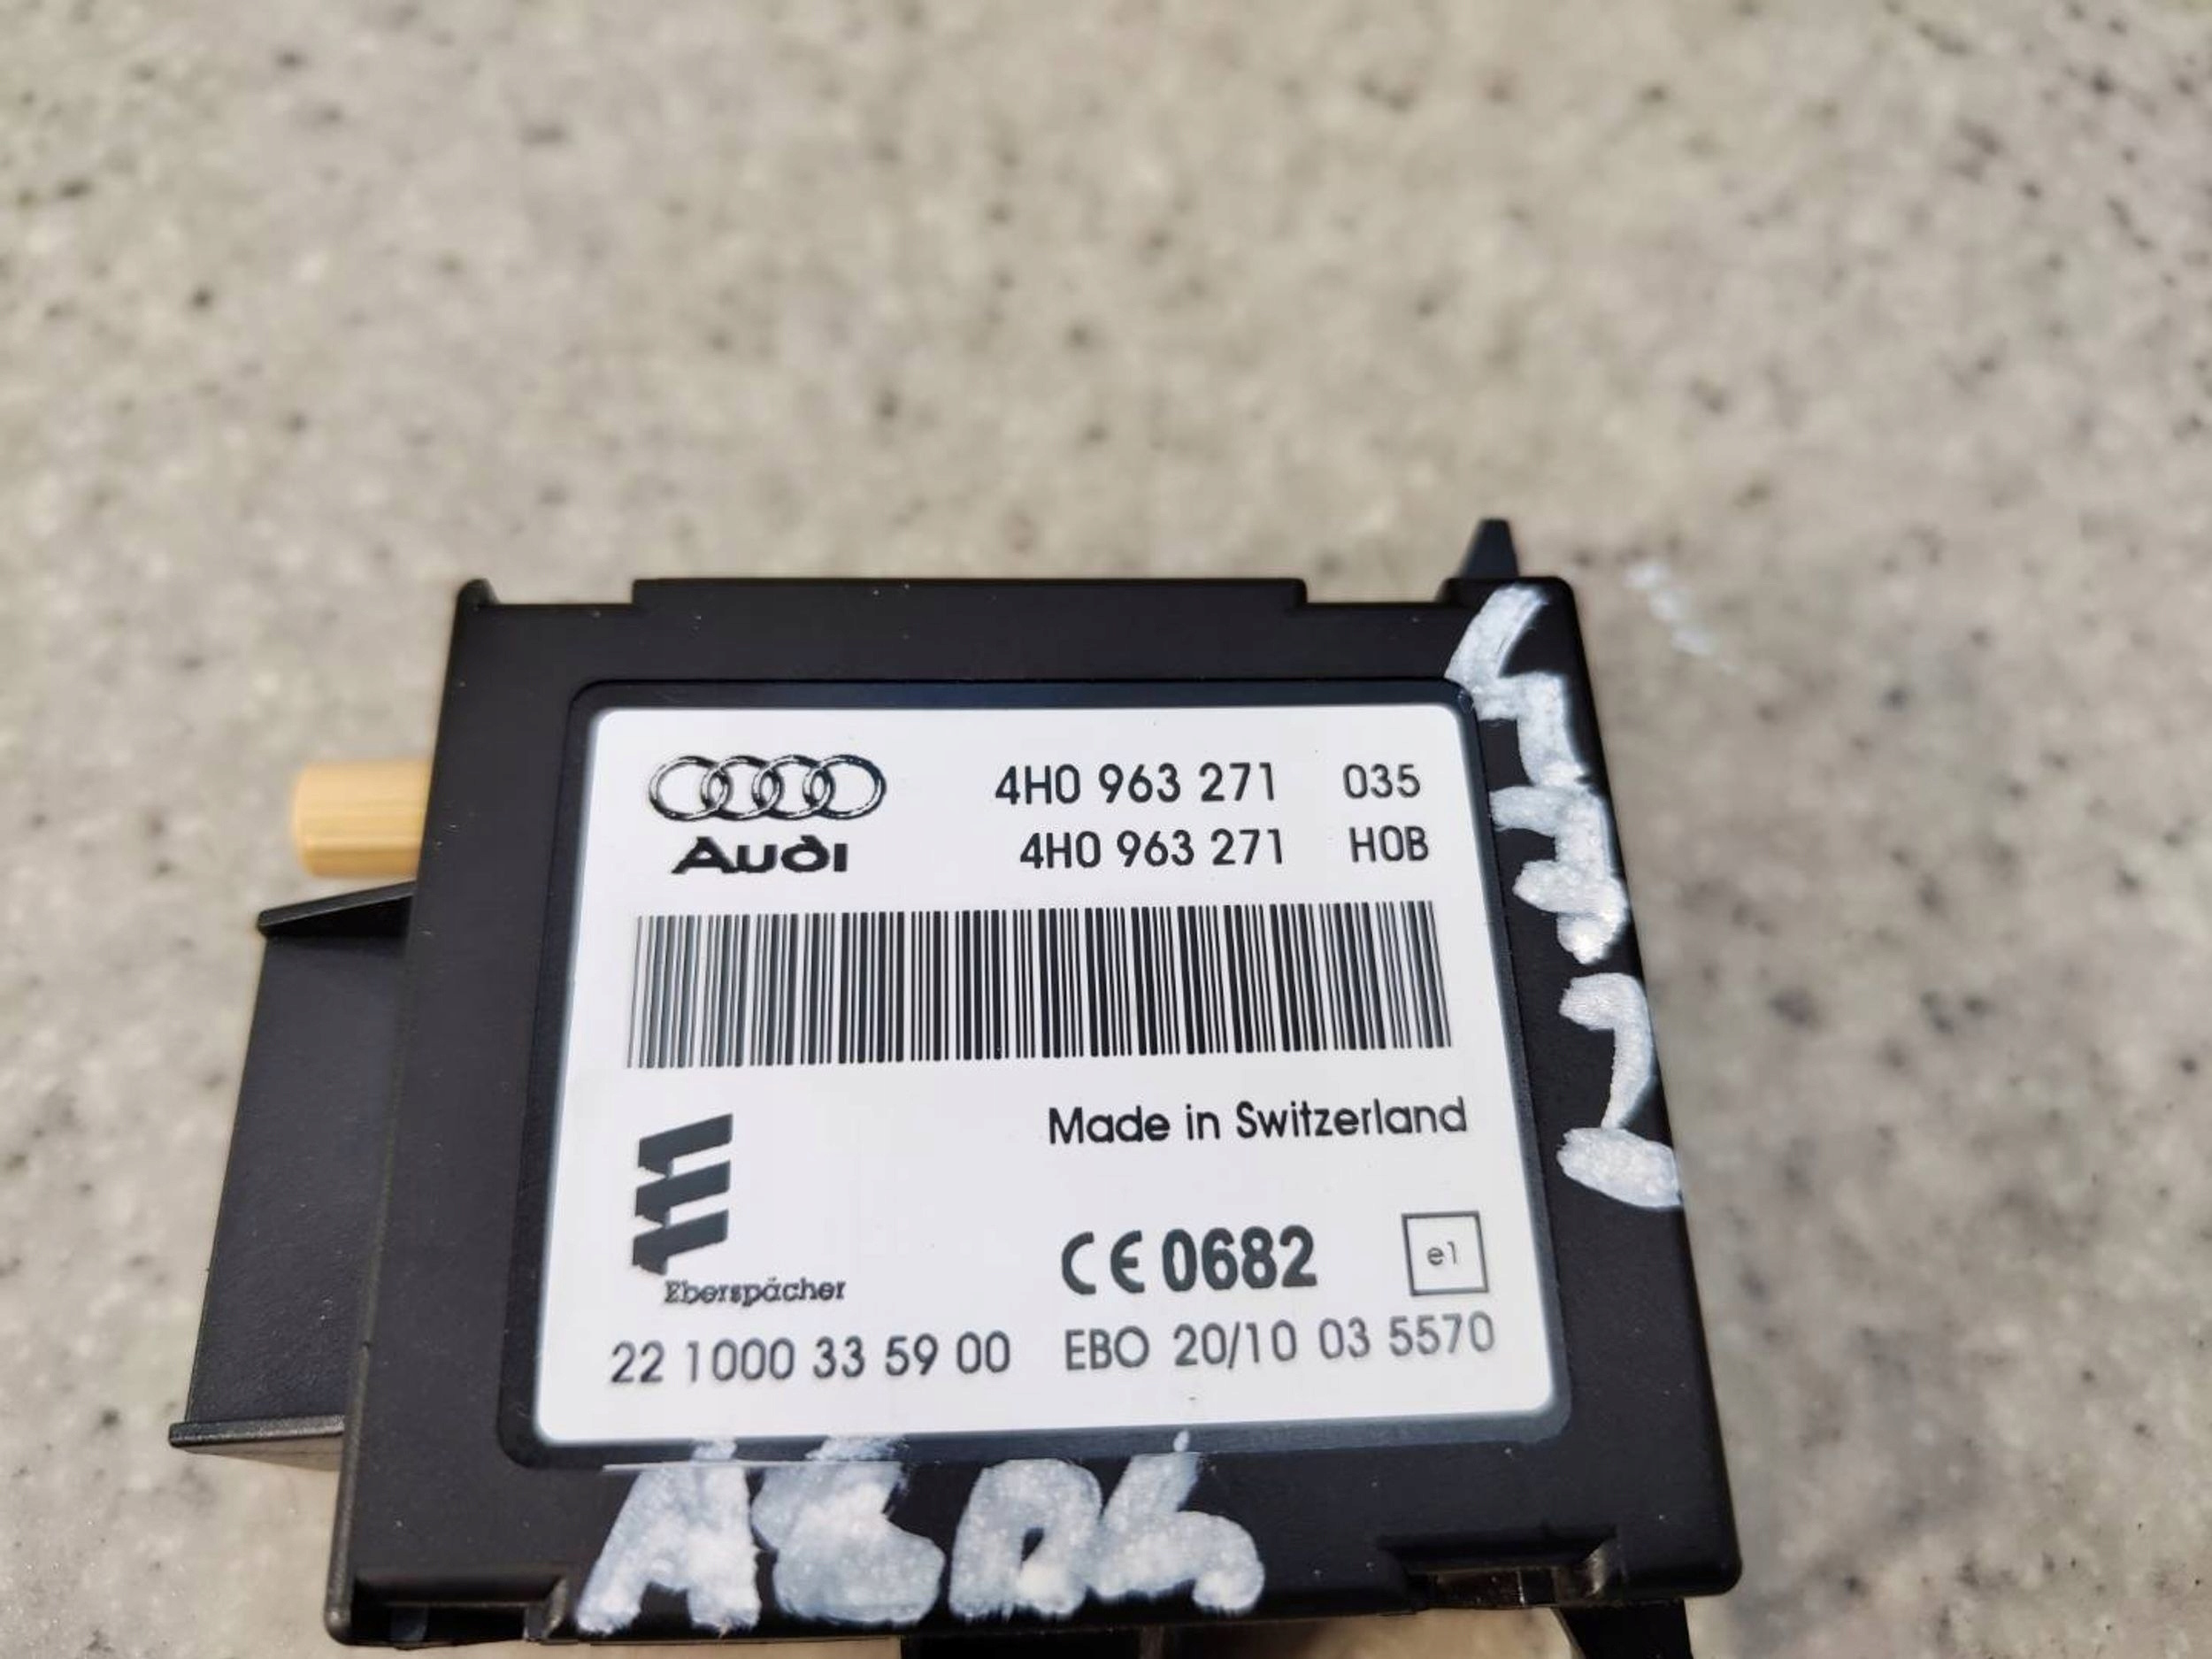 4H0 963 271 035
Audi 4H0 963 271 H0B
Made in Switzerland
Eberspächer
CE 0682 e1
22 1000 33 59 00 EBO 20/10 03 5570